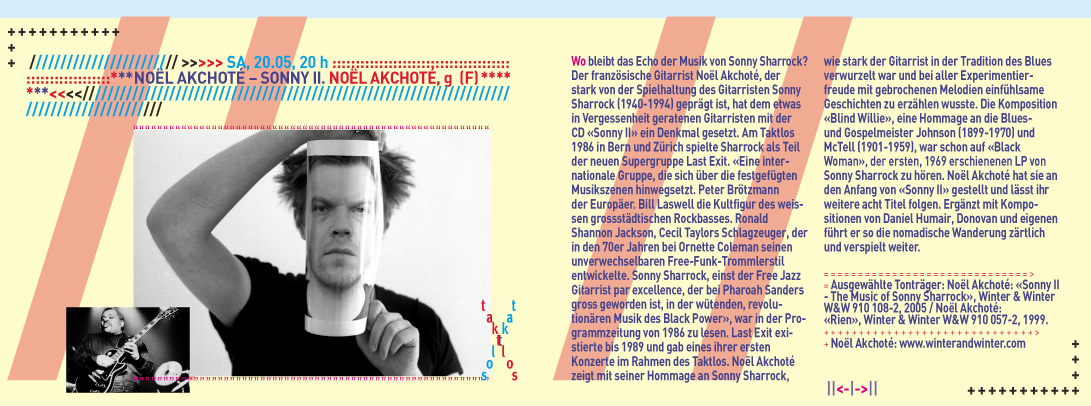 +++++++++++
+
+ //////////////////////////// >>>>> SA, 20.05, 20 h ::::::::::::::::::::::::::::::::::::::
::::::::::::::::::****NOËL AKCHOTÉ – SONNY II. NOËL AKCHOTÉ, g (F) ****
***<<<<//////////////////////////////////////////////////////////////////////
///////////////////////////
taktlos
taktlos
Wo bleibt das Echo der Musik von Sonny Sharrock?
Der französische Gitarrist Noël Akchoté, der
stark von der Spielhaltung des Gitarristen Sonny
Sharrock (1940-1994) geprägt ist, hat dem etwas
in Vergessenheit geratenen Gitarristen mit der
CD «Sonny II» ein Denkmal gesetzt. Am Taktlos
1986 in Bern und Zürich spielte Sharrock als Teil
der neuen Supergruppe Last Exit. «Eine inter-
nationale Gruppe, die sich über die festgefügten
Musikszenen hinwegsetzt. Peter Brötzmann
der Europäer. Bill Laswell die Kultfigur des weis-
sen grossstädtischen Rockbasses. Ronald
Shannon Jackson, Cecil Taylors Schlagzeuger, der
in den 70er Jahren bei Ornette Coleman seinen
unverwechselbaren Free-Funk-Trommlerstil
entwickelte. Sonny Sharrock, einst der Free Jazz
Gitarrist par excellence, der bei Pharoah Sanders
gross geworden ist, in der wütenden, revolu-
tionären Musik des Black Power», war in der Pro-
grammzeitung von 1986 zu lesen. Last Exit exi-
stierte bis 1989 und gab eines ihrer ersten
Konzerte im Rahmen des Taktlos. Noël Akchoté
zeigt mit seiner Hommage an Sonny Sharrock,
wie stark der Gitarrist in der Tradition des Blues
verwurzelt war und bei aller Experimentier-
freude mit gebrochenen Melodien einfühlsame
Geschichten zu erzählen wusste. Die Komposition
«Blind Willie», eine Hommage an die Blues-
und Gospelmeister Johnson (1899-1970) und
McTell (1901-1959), war schon auf «Black
Woman», der ersten, 1969 erschienenen LP von
Sonny Sharrock zu hören. Noël Akchoté hat sie an
den Anfang von «Sonny II» gestellt und lässt ihr
weitere acht Titel folgen. Ergänzt mit Kompo-
sitionen von Daniel Humair, Donovan und eigenen
führt er so die nomadische Wanderung zärtlich
und verspielt weiter.
= = = = = = = = = = = = = = = = = = = = = = = = = = = = = >
= Ausgewählte Tonträger: Noël Akchoté: «Sonny II
- The Music of Sonny Sharrock», Winter & Winter
W&W 910 108-2, 2005 / Noël Akchoté:
«Rien», Winter & Winter W&W 910 057-2, 1999.
+ + + + + + + + + + + + + + + + + + + + + + + + + + + + + >
+ Noël Akchoté: www.winterandwinter.com
||<-|->||
+
+
+
+++++++++++